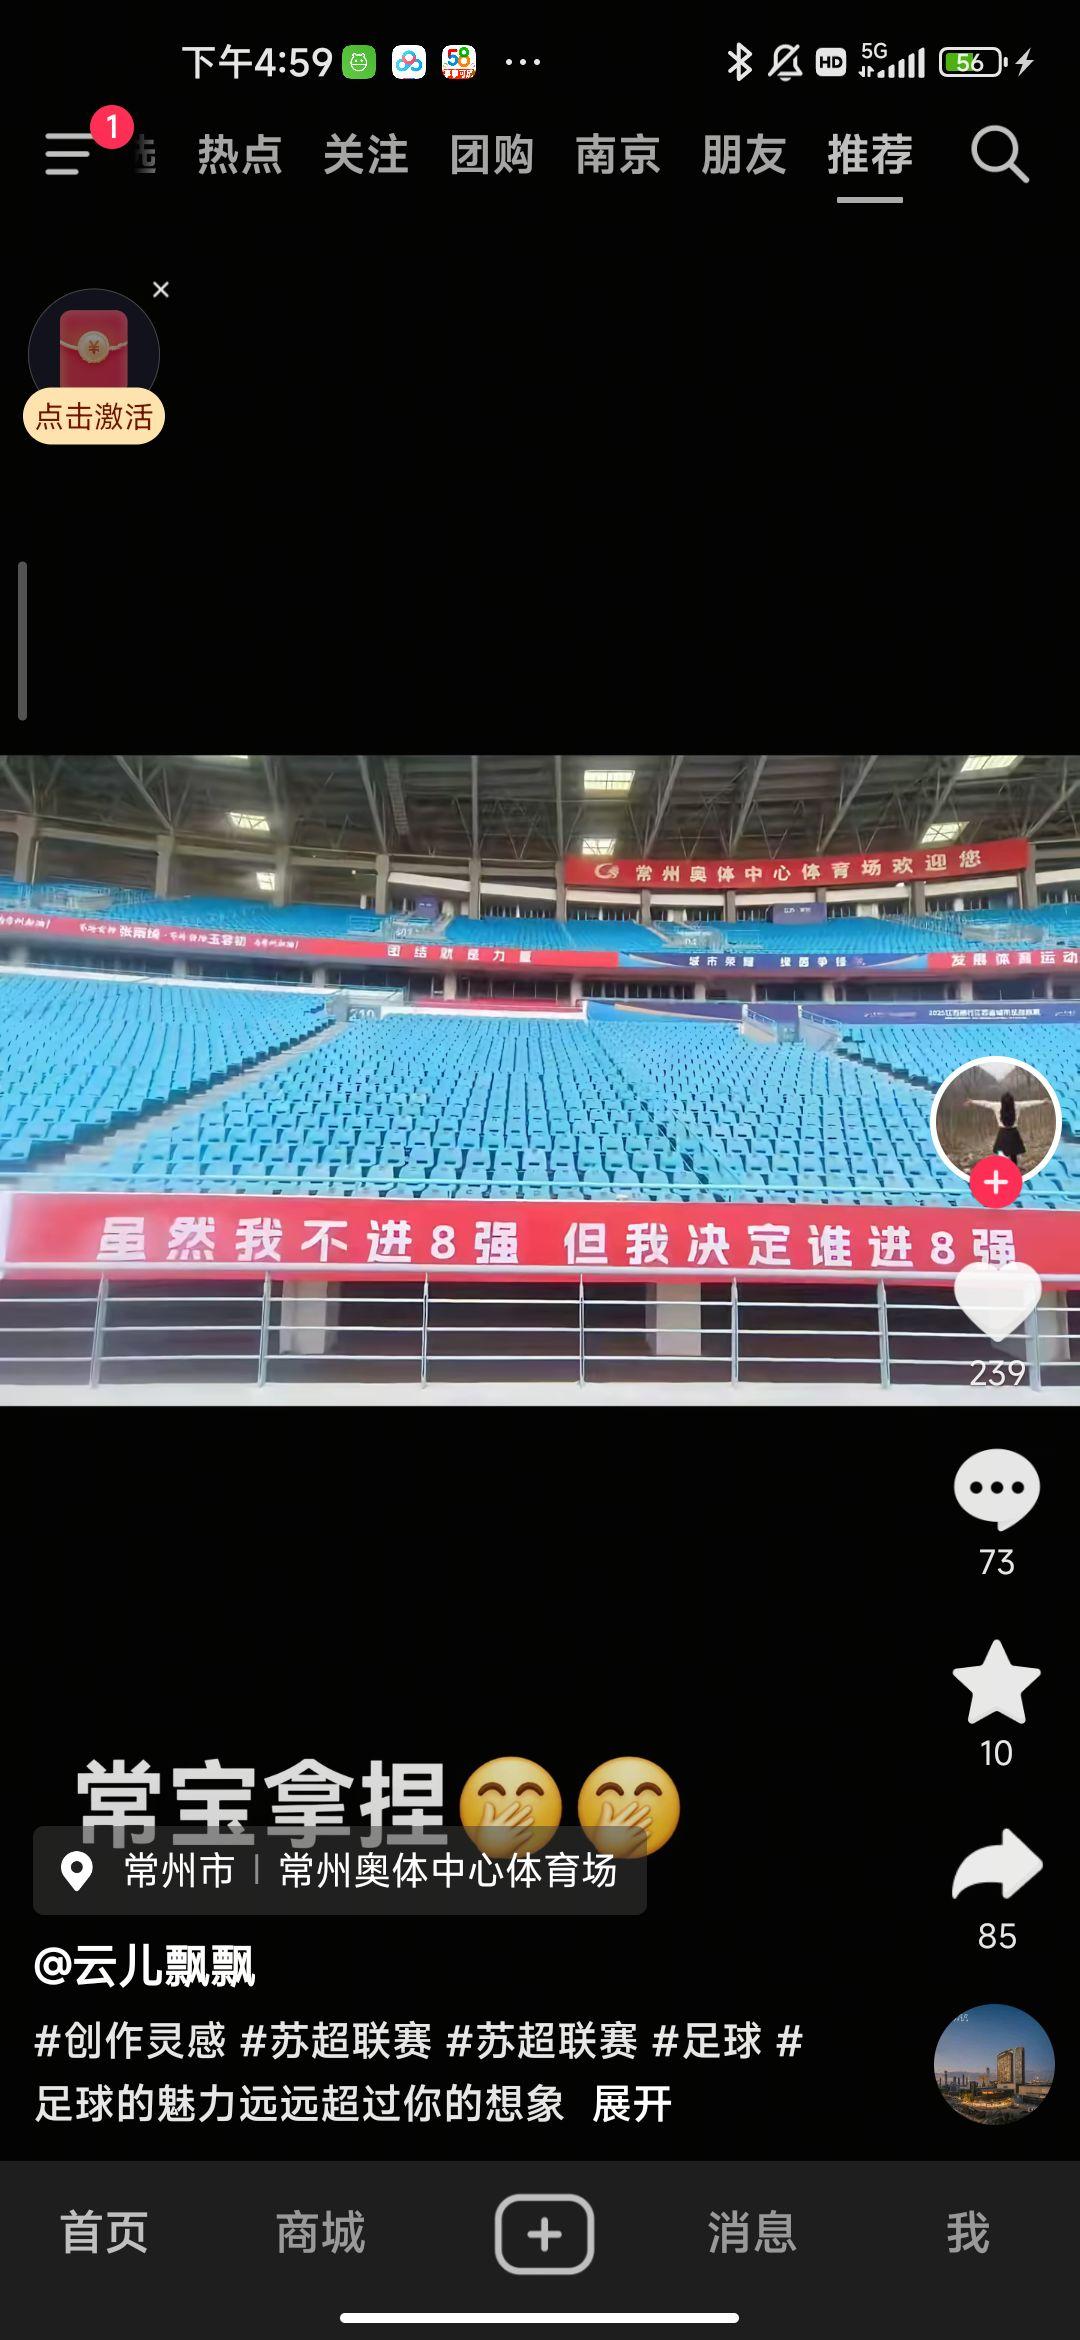 下午4:59
58
HD
5G
56
1
选 热点 关注 团购 南京 朋友 推荐
¥
点击激活
常州奥体中心体育场欢迎您
团结就是力量
城市荣耀
发展体育运动
210
虽然我不进8强 但我决定谁进8强
239
73
10
85
常宝拿捏
常州市 | 常州奥体中心体育场
@云儿飘飘
#创作灵感 #苏超联赛 #苏超联赛 #足球 #
足球的魅力远远超过你的想象 展开
首页 商城 消息 我